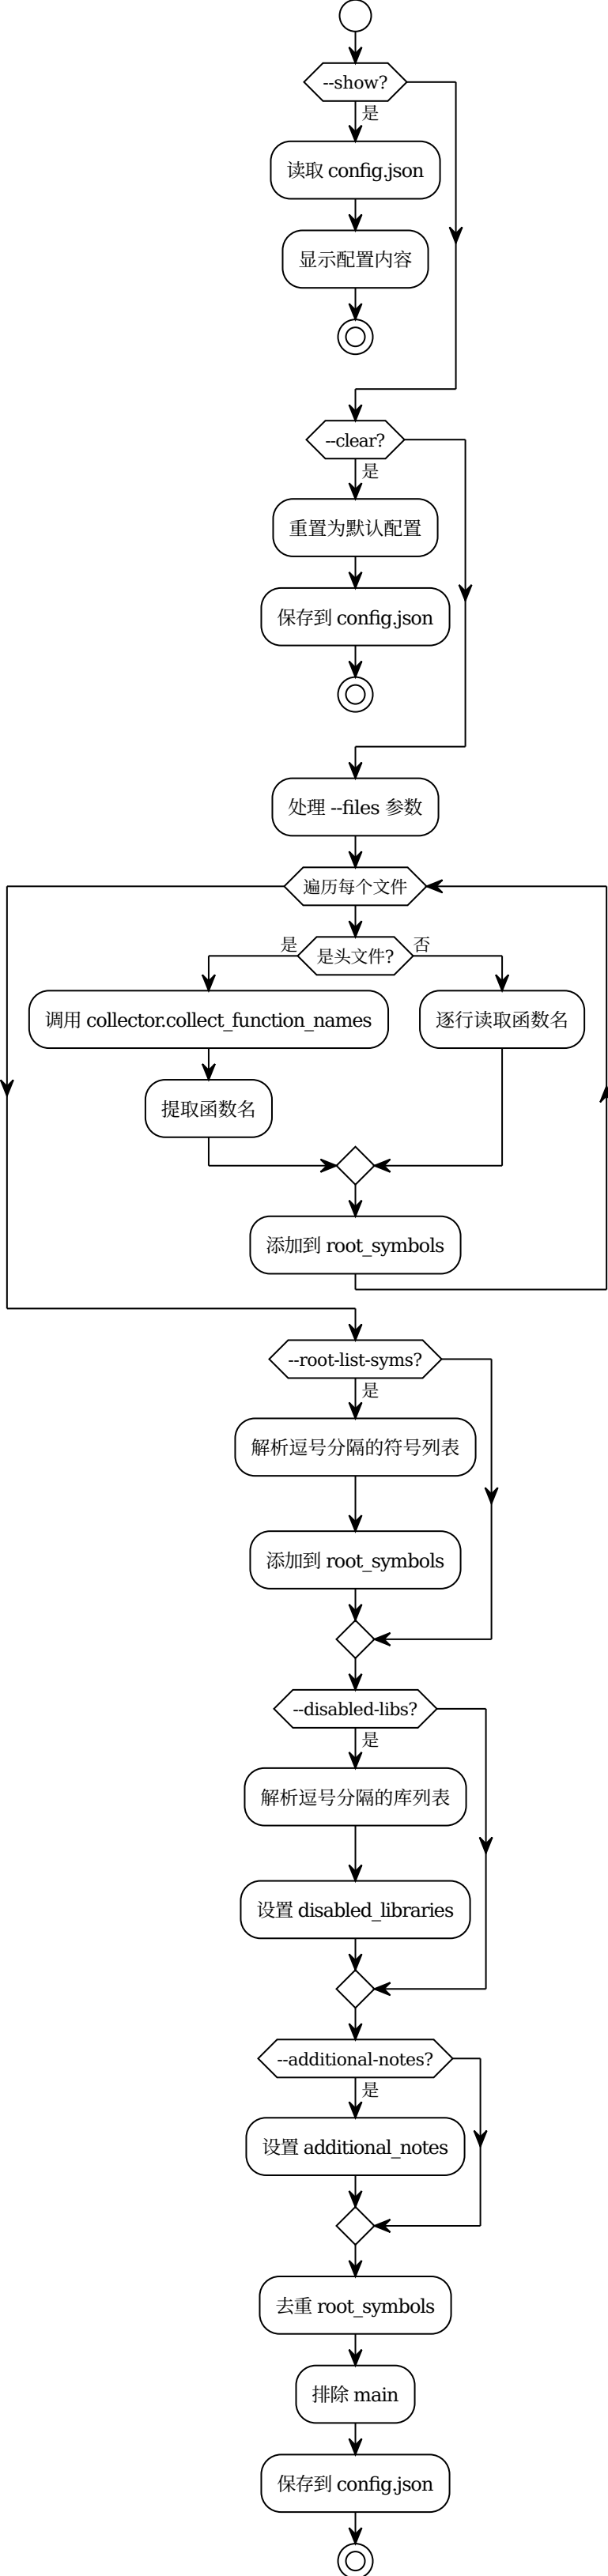 --show?
是
读取 config.json
显示配置内容
--clear?
是
重置为默认配置
保存到 config.json
处理 --files 参数
遍历每个文件
是 是头文件? 否
调用 collector.collect_function_names 逐行读取函数名
提取函数名
添加到 root_symbols
--root-list-syms?
是
解析逗号分隔的符号列表
添加到 root_symbols
--disabled-libs?
是
解析逗号分隔的库列表
设置 disabled_libraries
--additional-notes?
是
设置 additional_notes
去重 root_symbols
排除 main
保存到 config.json